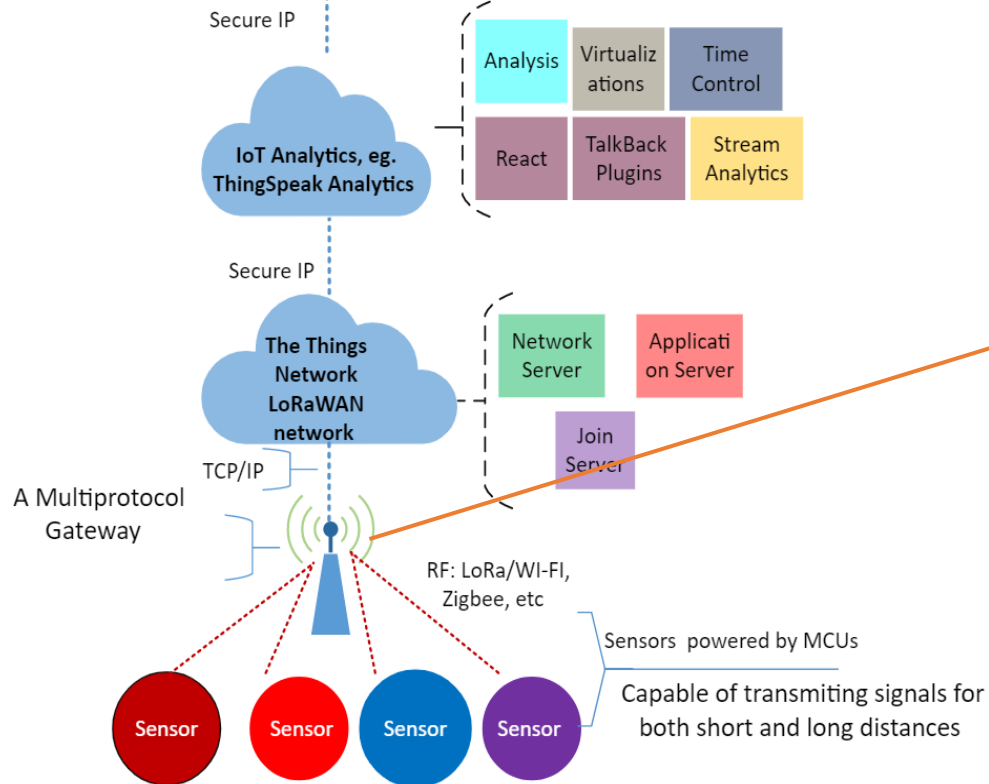 Secure IP
Analysis
Virtualiz
ations
Time
Control
IoT Analytics, eg.
ThingSpeak Analytics
React
TalkBack
Plugins
Stream
Analytics
Secure IP
The Things
Network
LoRaWAN
network
Network
Server
Applicati
on Server
Join
Server
TCP/IP
A Multiprotocol
Gateway
RF: LoRa/WI-FI,
Zigbee, etc
Sensors powered by MCUs
Capable of transmiting signals for
both short and long distances
Sensor
Sensor
Sensor
Sensor